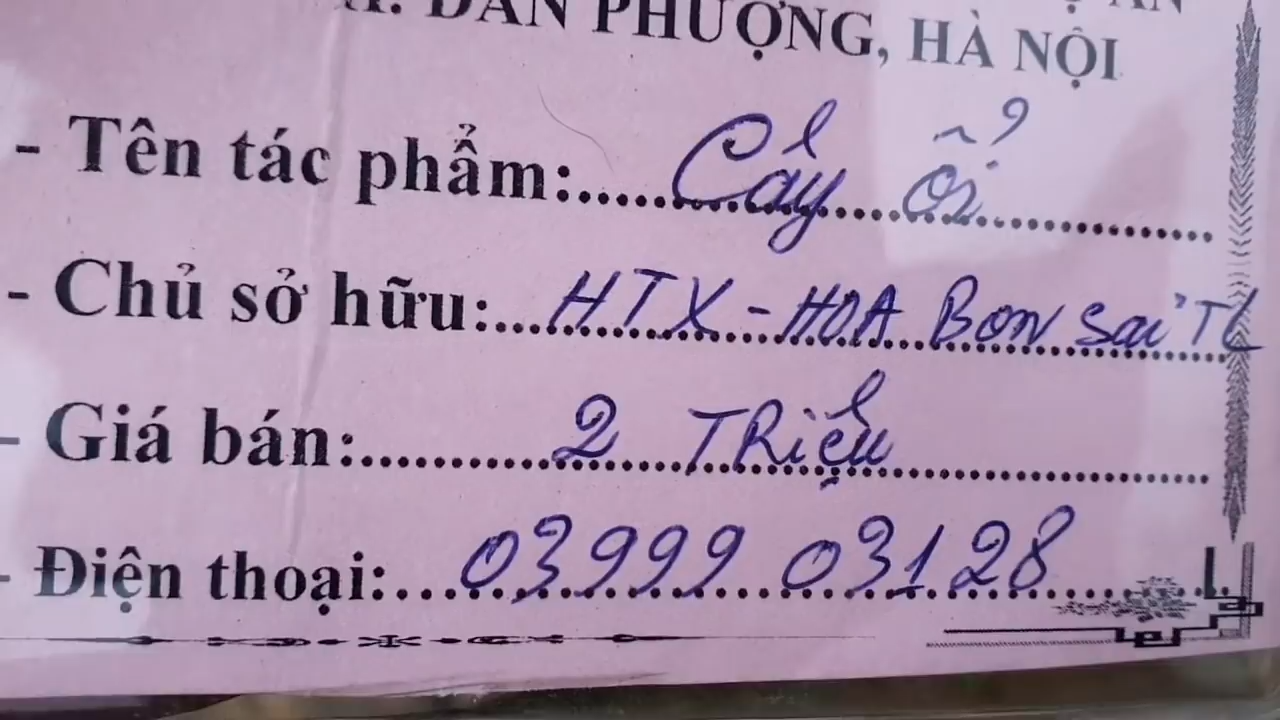 H. ĐAN PHƯỢNG, HÀ NỘI
- Tên tác phẩm:.....Cây ổi..........
- Chủ sở hữu:....HTX - HOA Bon sai TL
- Giá bán:..........2 TRiệu..........
- Điện thoại:....03999 03128..........